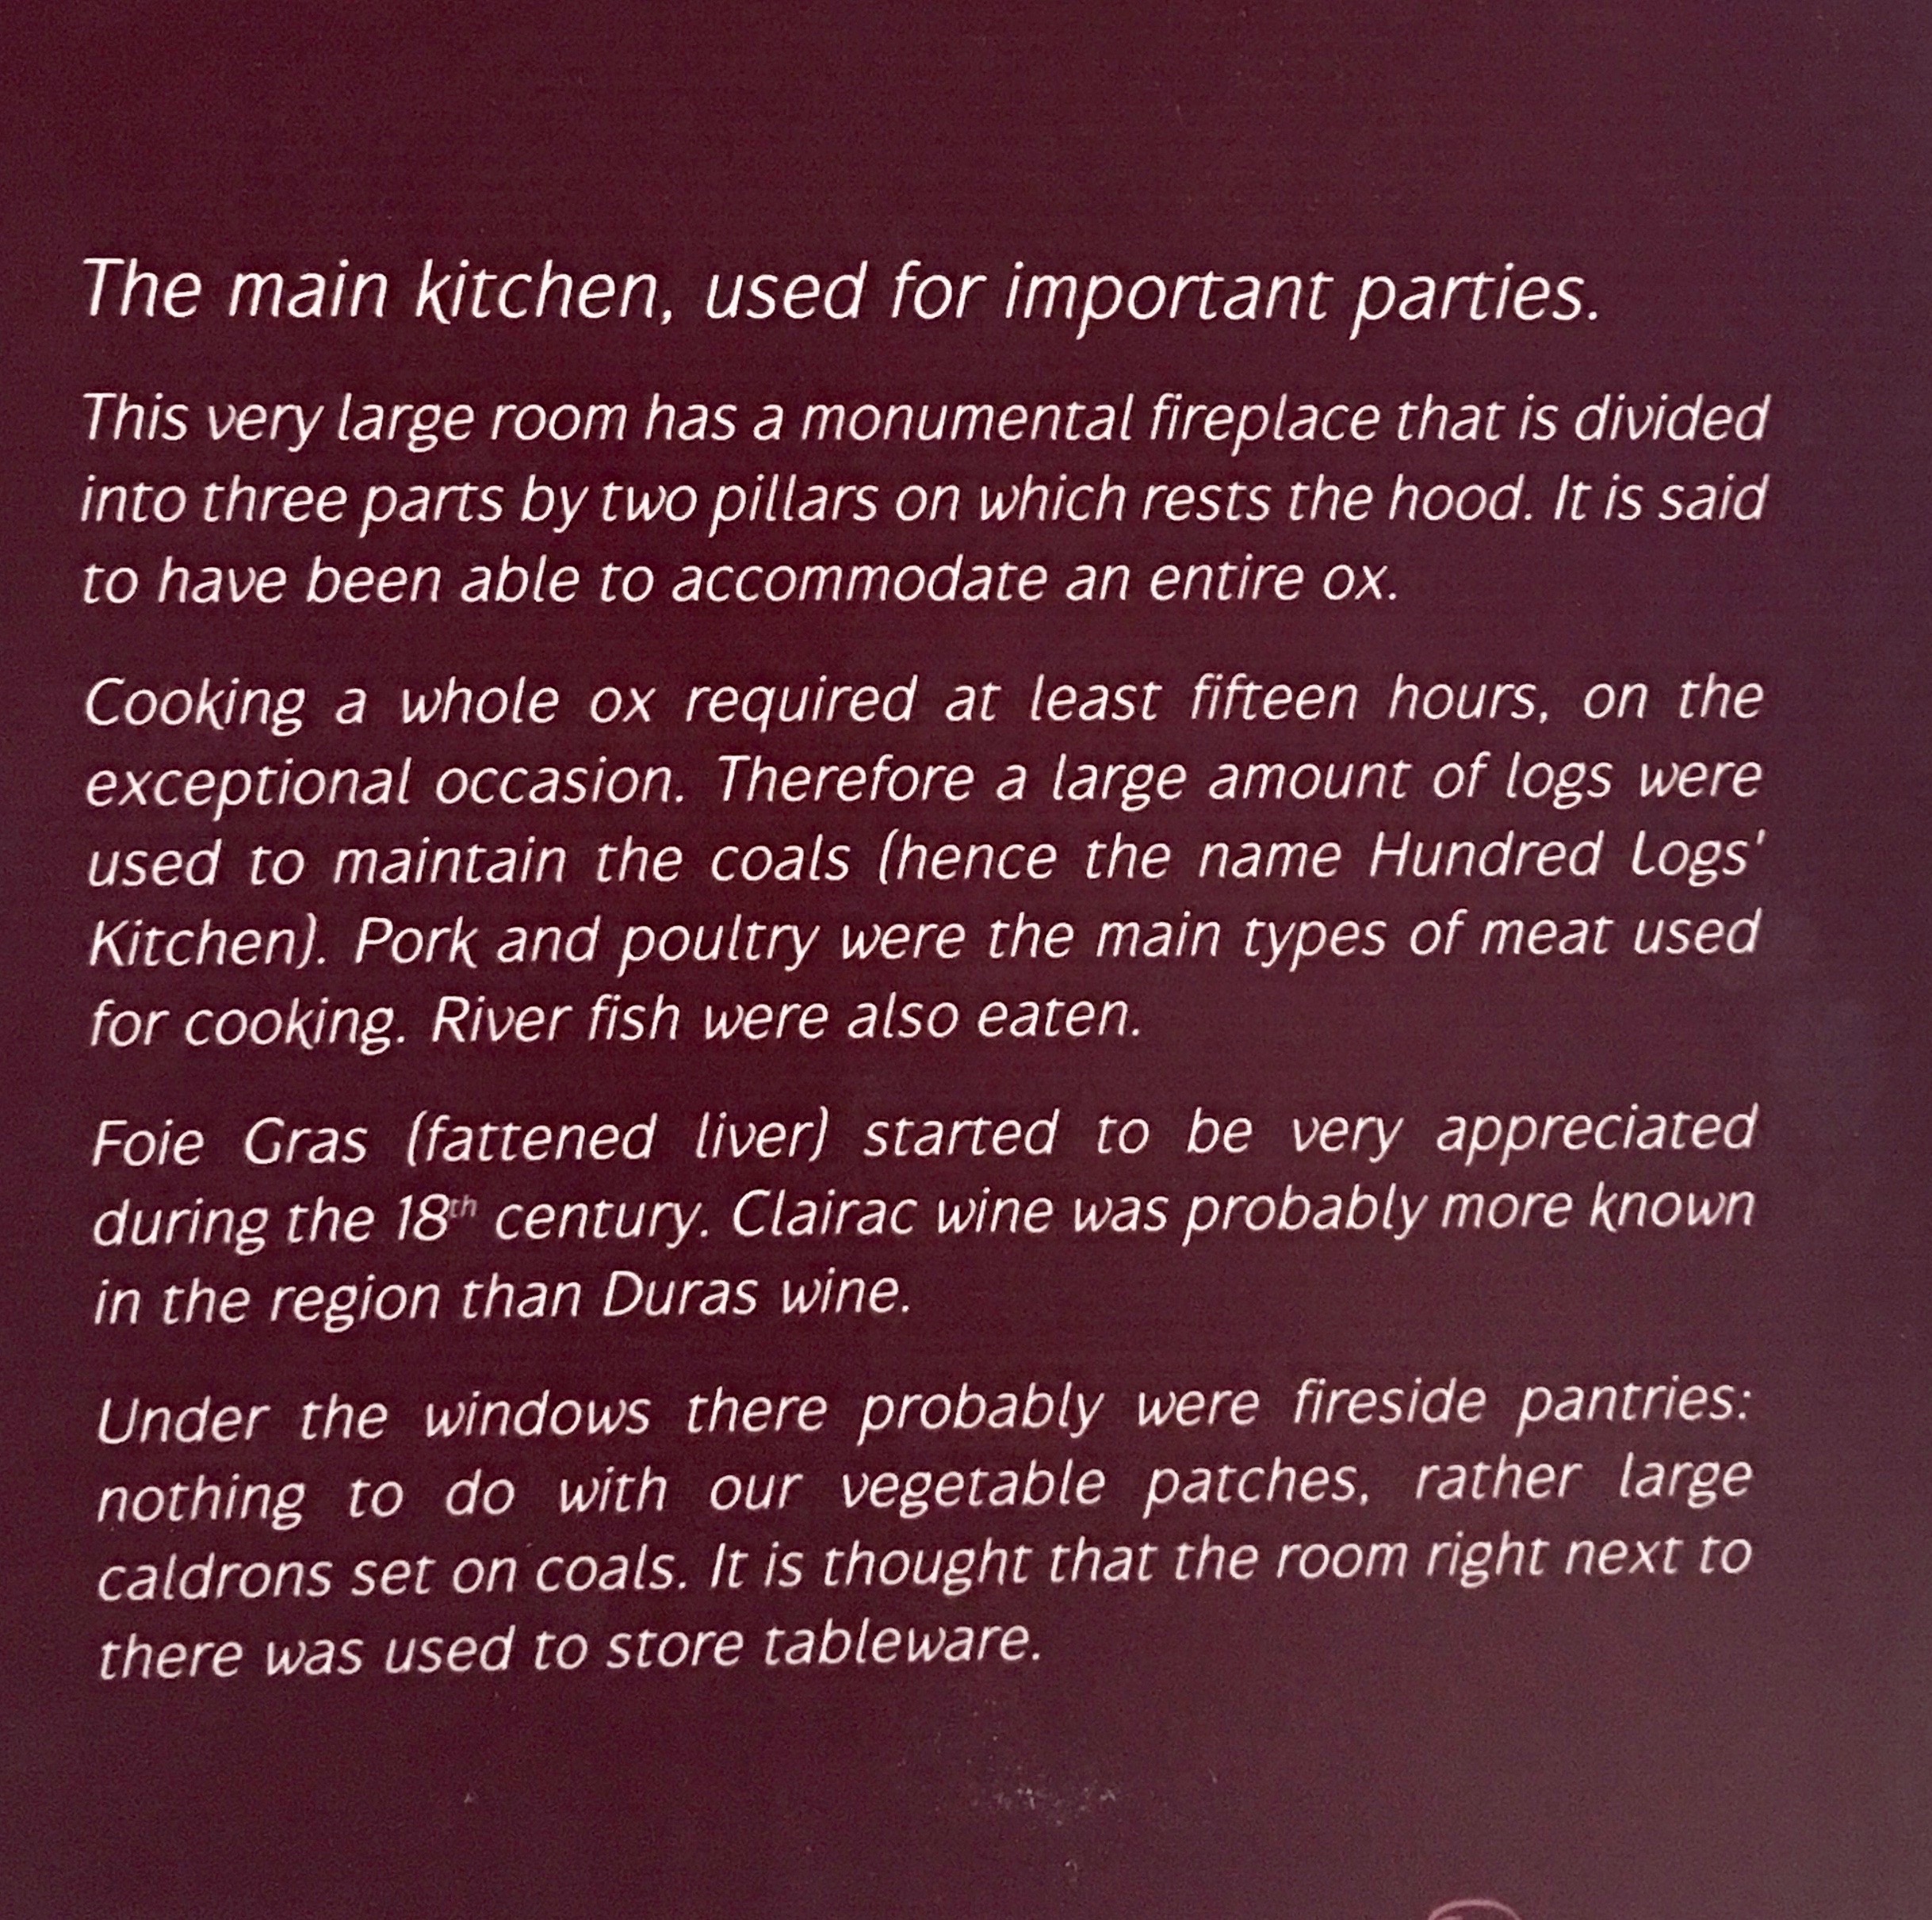 The main kitchen, used for important parties.
This very large room has a monumental fireplace that is divided
into three parts by two pillars on which rests the hood. It is said
to have been able to accommodate an entire ox.
Cooking a whole ox required at least fifteen hours, on the
exceptional occasion. Therefore a large amount of logs were
used to maintain the coals (hence the name Hundred Logs'
Kitchen). Pork and poultry were the main types of meat used
for cooking. River fish were also eaten.
Foie Gras (fattened liver) started to be very appreciated
during the 18th century. Clairac wine was probably more known
in the region than Duras wine.
Under the windows there probably were fireside pantries:
nothing to do with our vegetable patches, rather large
caldrons set on coals. It is thought that the room right next to
there was used to store tableware.